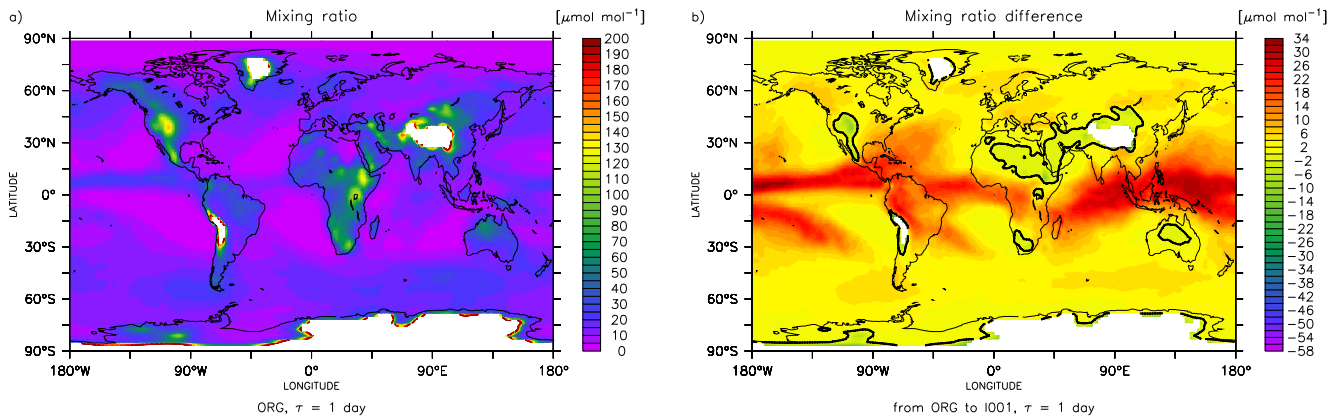 a)
Mixing ratio
[μmol mol⁻¹]
90°N
60°N
30°N
0°
30°S
60°S
90°S
LATITUDE
180°
90°W
0°
90°E
180°
LONGITUDE
ORG, τ = 1 day
200
190
180
170
160
150
140
130
120
110
100
90
80
70
60
50
40
30
20
10
0
b)
Mixing ratio difference
[μmol mol⁻¹]
90°N
60°N
30°N
0°
30°S
60°S
90°S
LATITUDE
180°
90°W
0°
90°E
180°
LONGITUDE
from ORG to I001, τ = 1 day
34
30
26
22
18
14
10
6
2
−2
−6
−10
−14
−18
−22
−26
−30
−34
−38
−42
−46
−50
−54
−58